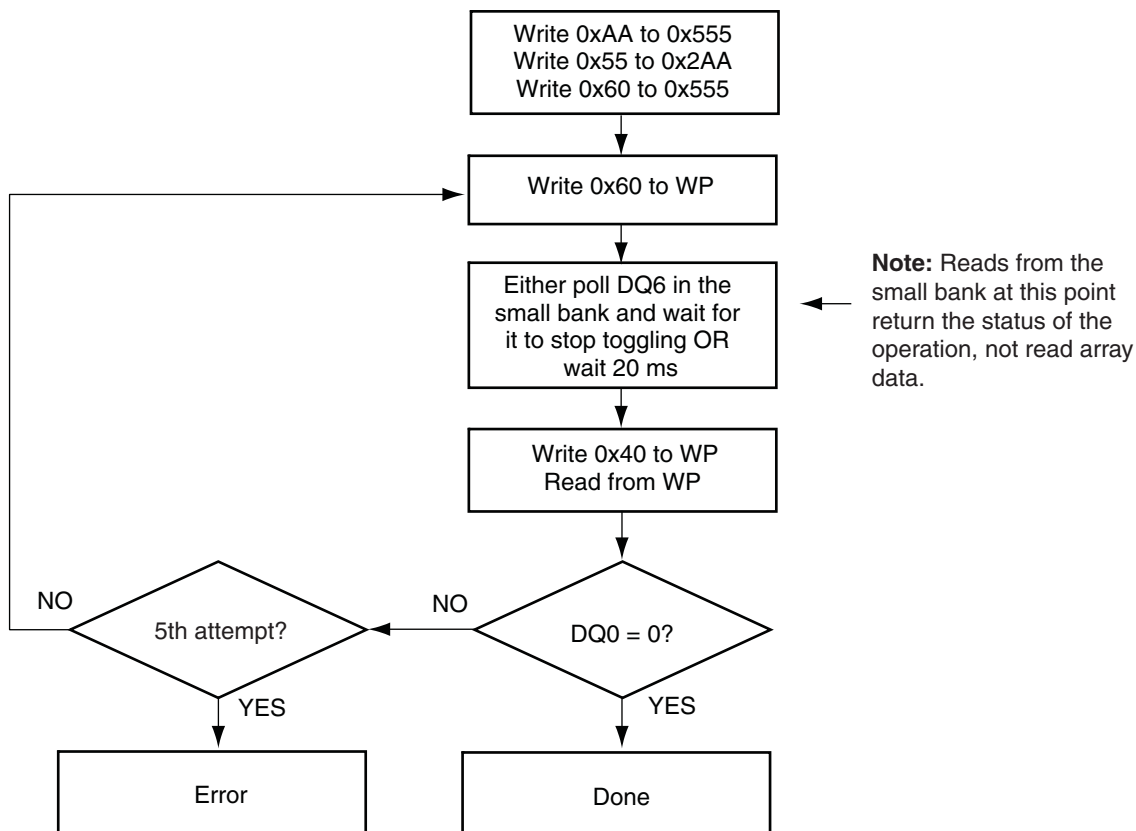 Write 0xAA to 0x555
Write 0x55 to 0x2AA
Write 0x60 to 0x555
Write 0x60 to WP
Either poll DQ6 in the
small bank and wait for
it to stop toggling OR
wait 20 ms
Note: Reads from the
small bank at this point
return the status of the
operation, not read array
data.
Write 0x40 to WP
Read from WP
DQ0 = 0?
NO
5th attempt?
NO
YES
YES
Error
Done